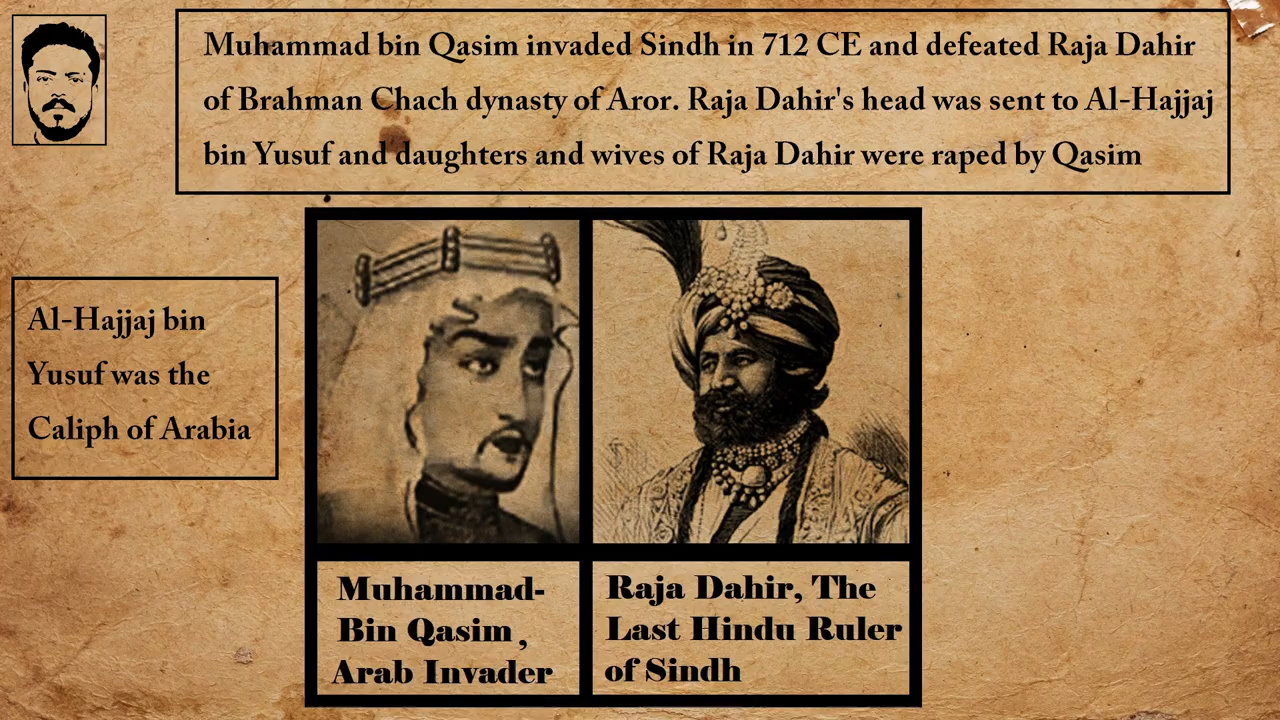 Muhammad bin Qasim invaded Sindh in 712 CE and defeated Raja Dahir
of Brahman Chach dynasty of Aror. Raja Dahir's head was sent to Al-Hajjaj
bin Yusuf and daughters and wives of Raja Dahir were raped by Qasim
Al-Hajjaj bin
Yusuf was the
Caliph of Arabia
Muhammad-
Bin Qasim ,
Arab Invader
Raja Dahir, The
Last Hindu Ruler
of Sindh